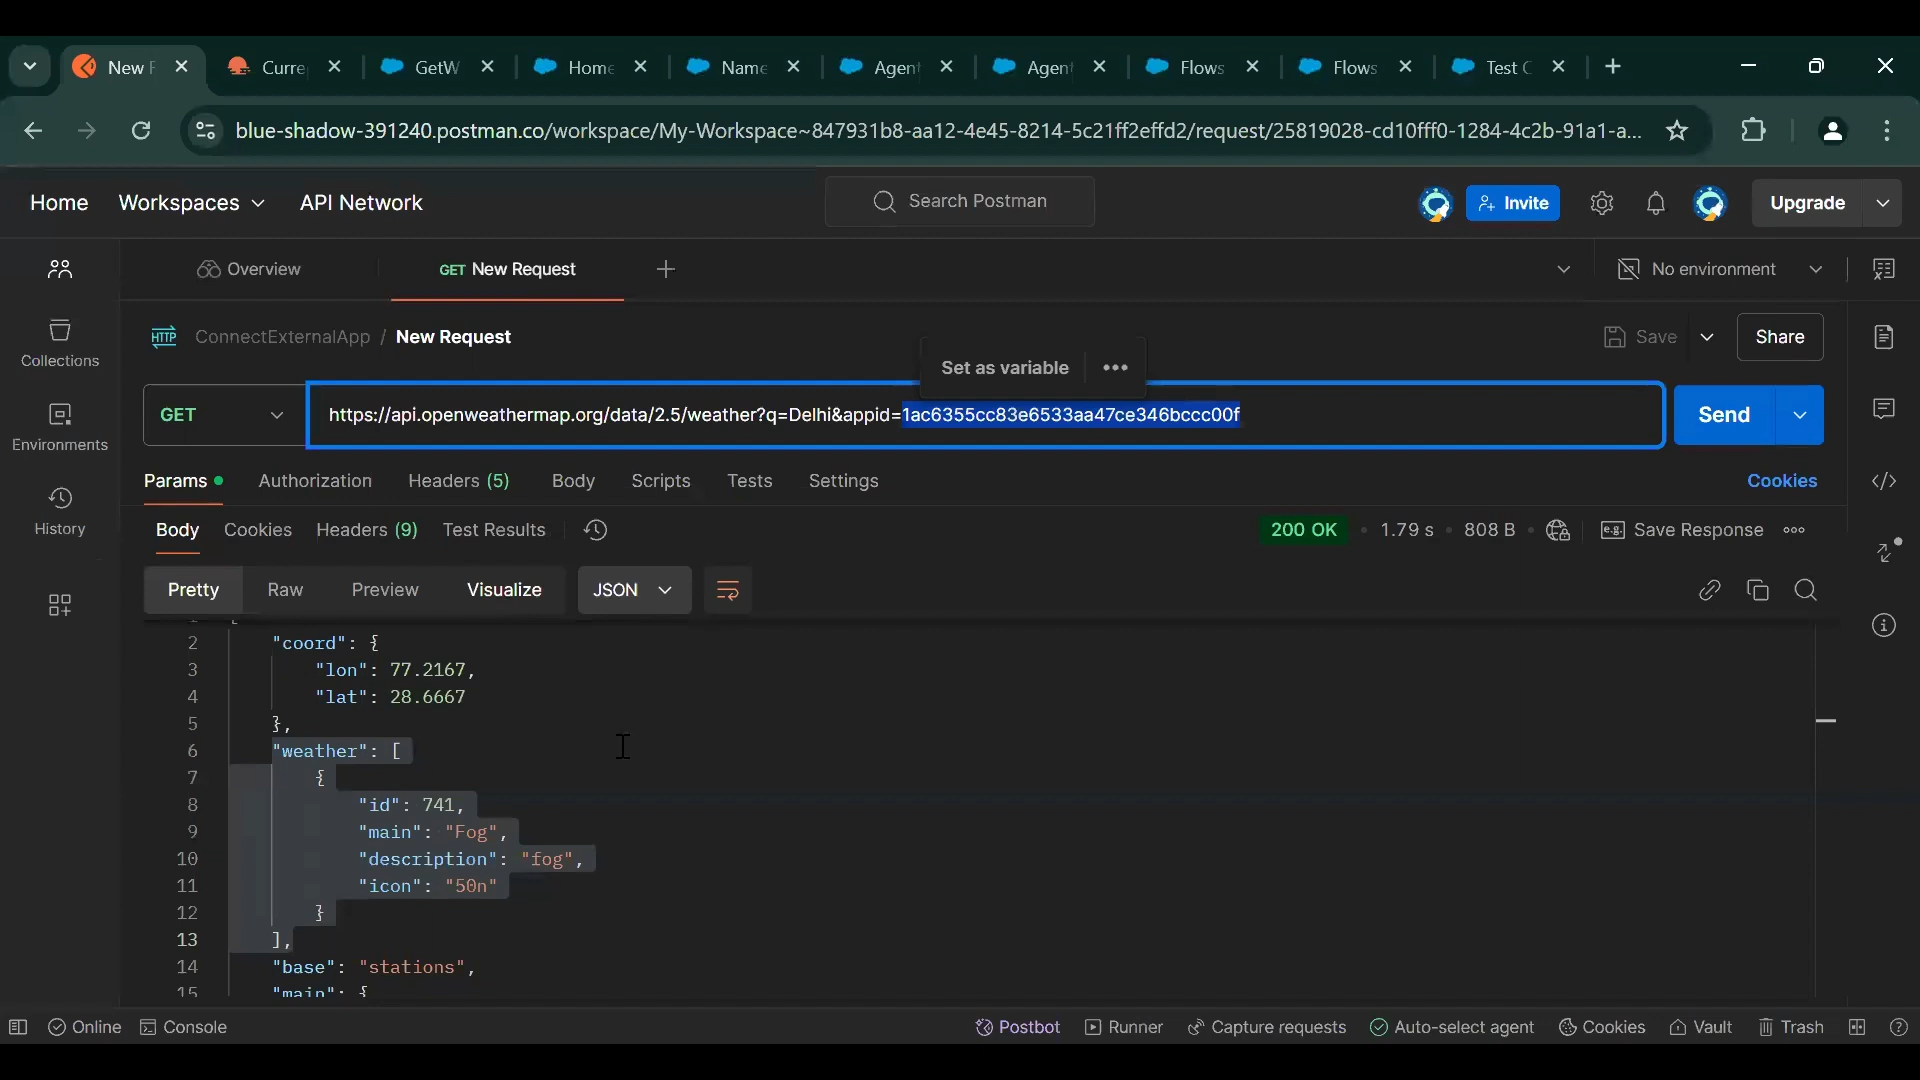 New F
Curre
GetW
Home
Name
Agen
Agen
Flows
Flows
Test C
blue-shadow-391240.postman.co/workspace/My-Workspace~847931b8-aa12-4e45-8214-5c21ff2effd2/request/25819028-cd10fff0-1284-4c2b-91a1-a...
Home Workspaces API Network
Search Postman
Invite
Upgrade
Overview
GET New Request
No environment
HTTP ConnectExternalApp / New Request
Save
Share
Set as variable
GET
https://api.openweathermap.org/data/2.5/weather?q=Delhi&appid=1ac6355cc83e6533aa47ce346bccc00f
Send
Collections
Environments
History
Params Authorization Headers (5) Body Scripts Tests Settings
Cookies
Body Cookies Headers (9) Test Results
200 OK • 1.79 s • 808 B
e.g. Save Response
Pretty Raw Preview Visualize JSON
2 "coord": {
3 "lon": 77.2167,
4 "lat": 28.6667
5 },
6 "weather": [
7 {
8 "id": 741,
9 "main": "Fog",
10 "description": "fog",
11 "icon": "50n"
12 }
13 ],
14 "base": "stations",
15 "main": {
Online Console
Postbot Runner Capture requests Auto-select agent Cookies Vault Trash